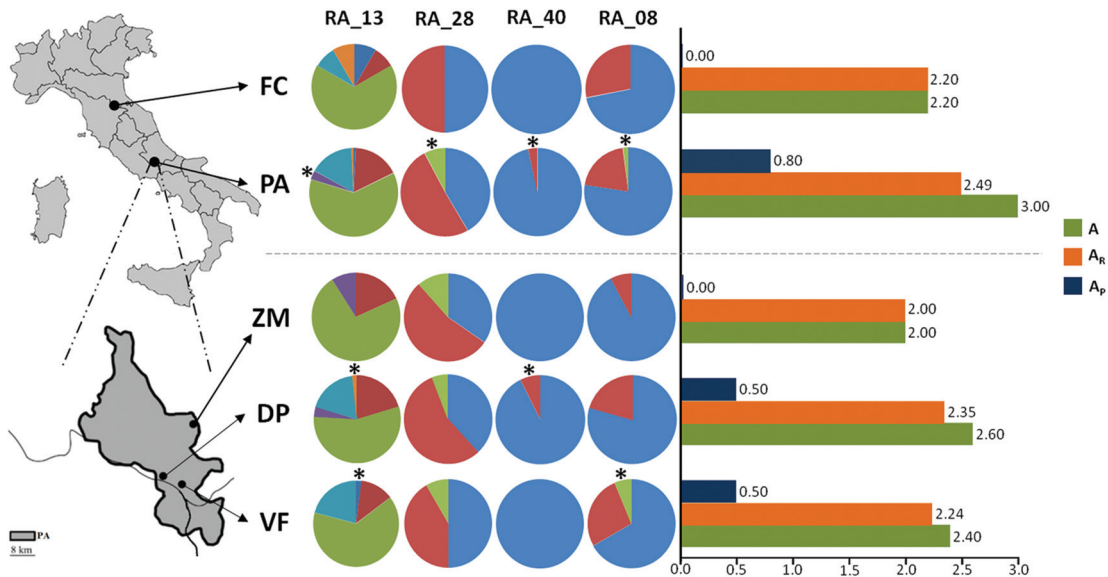 RA_13 RA_28 RA_40 RA_08
FC
0.00
2.20
2.20
PA
* * * *
0.80
2.49
3.00
A
AR
AP
ZM
0.00
2.00
2.00
DP
* *
0.50
2.35
2.60
VF
* *
0.50
2.24
2.40
PA
8 km
0.0 0.5 1.0 1.5 2.0 2.5 3.0